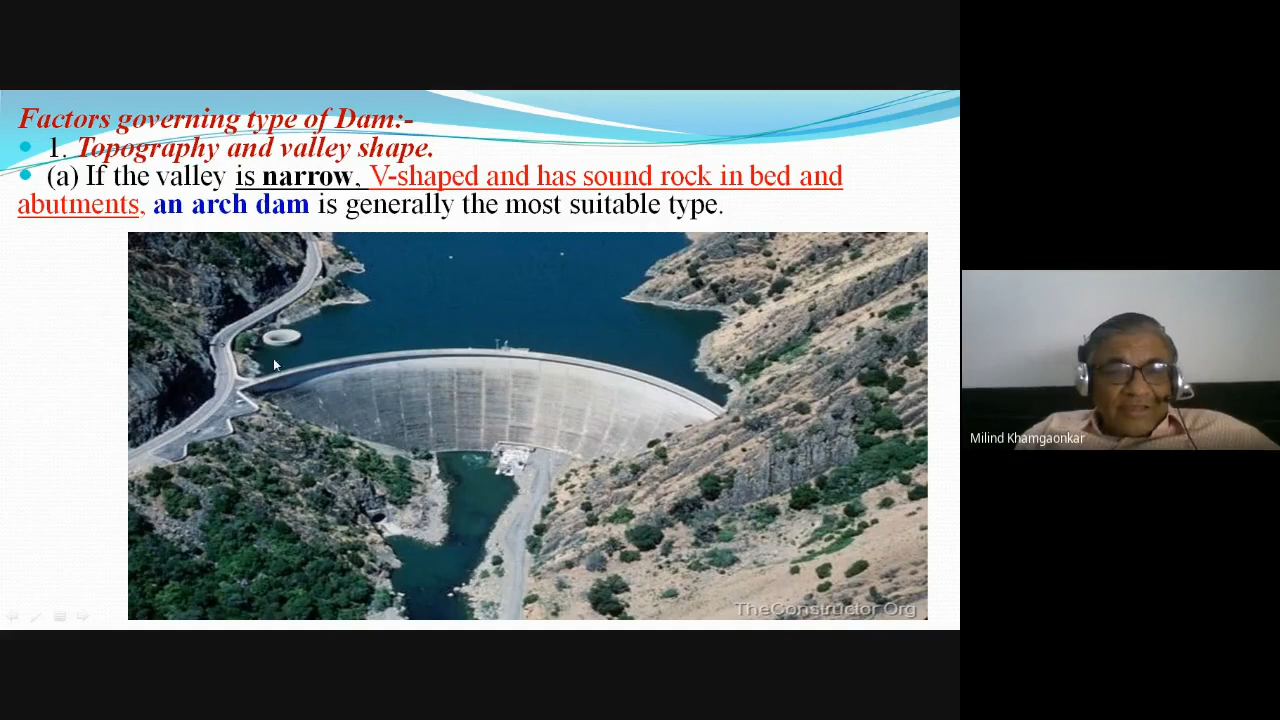 Factors governing type of Dam:-
1. Topography and valley shape.
(a) If the valley is narrow, V-shaped and has sound rock in bed and
abutments, an arch dam is generally the most suitable type.
TheConstructor Org
Milind Khamgaonkar